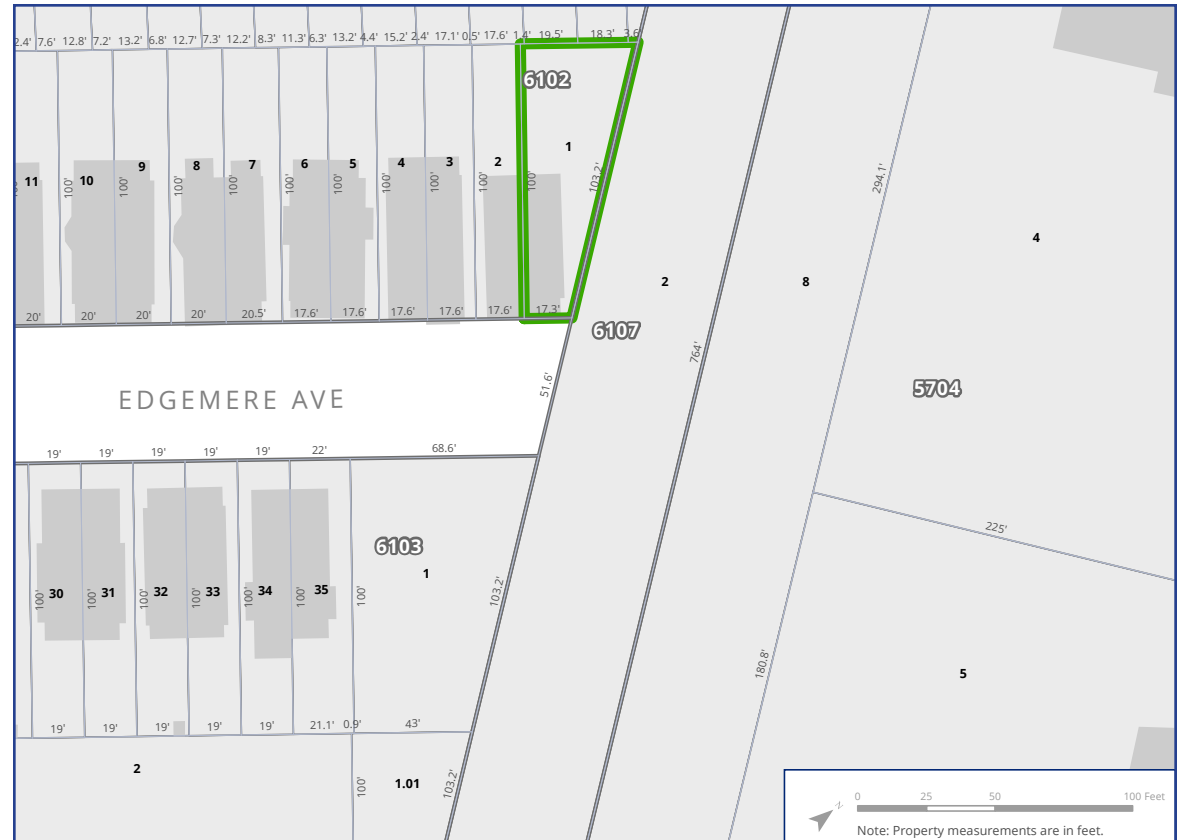 2.4' 7.6' 12.8' 7.2' 13.2' 6.8' 12.7' 7.3' 12.2' 8.3' 11.3' 6.3' 13.2' 4.4' 15.2' 2.4' 17.1' 0.5' 17.6' 1.4' 19.5' 18.3' 3.6'
6102
1
11 10 9 8 7 6 5 4 3 2
100' 100' 100' 100' 100' 100' 100' 100' 100' 103.2'
20' 20' 20' 20' 20.5' 17.6' 17.6' 17.6' 17.6' 17.6' 17.3'
294.1'
4
2
8
6107
764'
51.6'
5704
EDGEMERE AVE
19' 19' 19' 19' 19' 22' 68.6'
225'
6103
1
30 31 32 33 34 35
100' 100' 100' 100' 100' 100' 100' 103.2'
180.8'
5
19' 19' 19' 19' 19' 21.1' 0.9' 43'
2
100'
1.01
103.2'
N
0 25 50 100 Feet
Note: Property measurements are in feet.